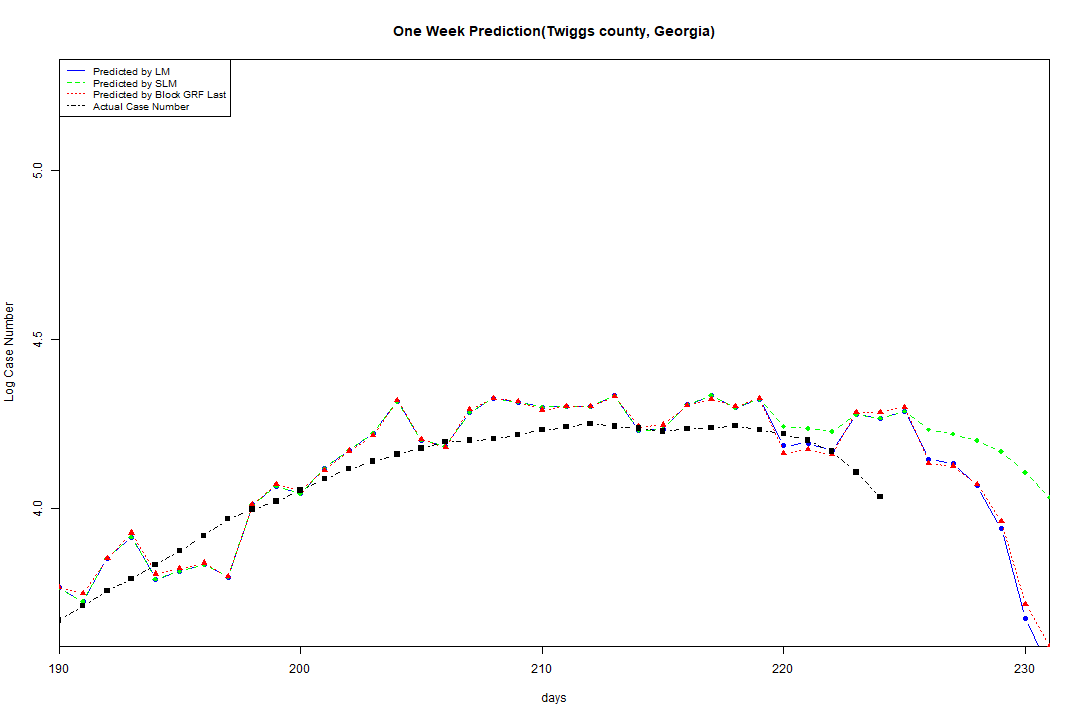 One Week Prediction(Twiggs county, Georgia)
Predicted by LM
Predicted by SLM
Predicted by Block GRF Last
Actual Case Number
Log Case Number
5.0
4.5
4.0
190
200
210
220
230
days